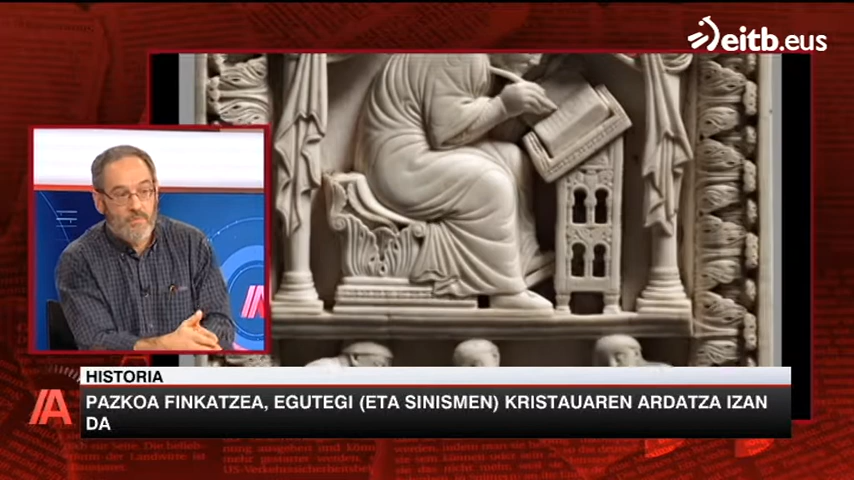 eitb.eus
HISTORIA
PAZKOA FINKATZEA, EGUTEGI (ETA SINISMEN) KRISTAUAREN ARDATZA IZAN
DA